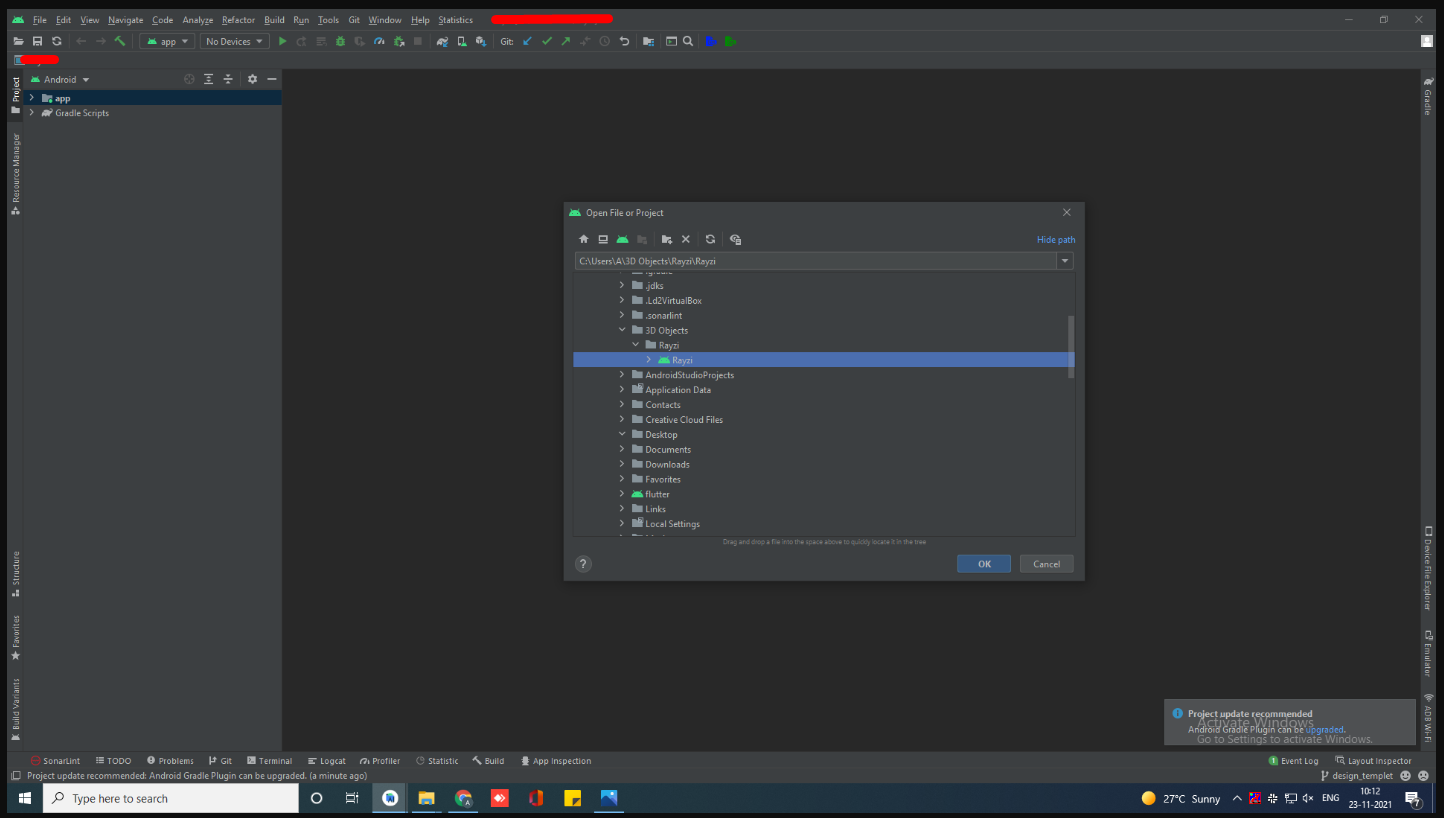 File Edit View Navigate Code Analyze Refactor Build Run Tools Git Window Help Statistics
app No Devices Git:
Android
app
Gradle Scripts
Project
Resource Manager
Structure
Favorites
Build Variants
Open File or Project
Hide path
C:\Users\A\3D Objects\Rayzi\Rayzi
.jdks
.Ld2VirtualBox
.sonarlint
3D Objects
Rayzi
Rayzi
AndroidStudioProjects
Application Data
Contacts
Creative Cloud Files
Desktop
Documents
Downloads
Favorites
flutter
Links
Local Settings
Drag and drop a file into the space above to quickly locate it in the tree
? OK Cancel
Gradle
Device File Explorer
Emulator
ADB Wi-Fi
Project update recommended
Android Gradle Plugin can be upgraded.
Activate Windows
Go to Settings to activate Windows.
SonarLint TODO Problems Git Terminal Logcat Profiler Statistic Build App Inspection 1 Event Log Layout Inspector
Project update recommended: Android Gradle Plugin can be upgraded. (a minute ago) design_templet
Type here to search 27°C Sunny ENG 10:12
23-11-2021 7